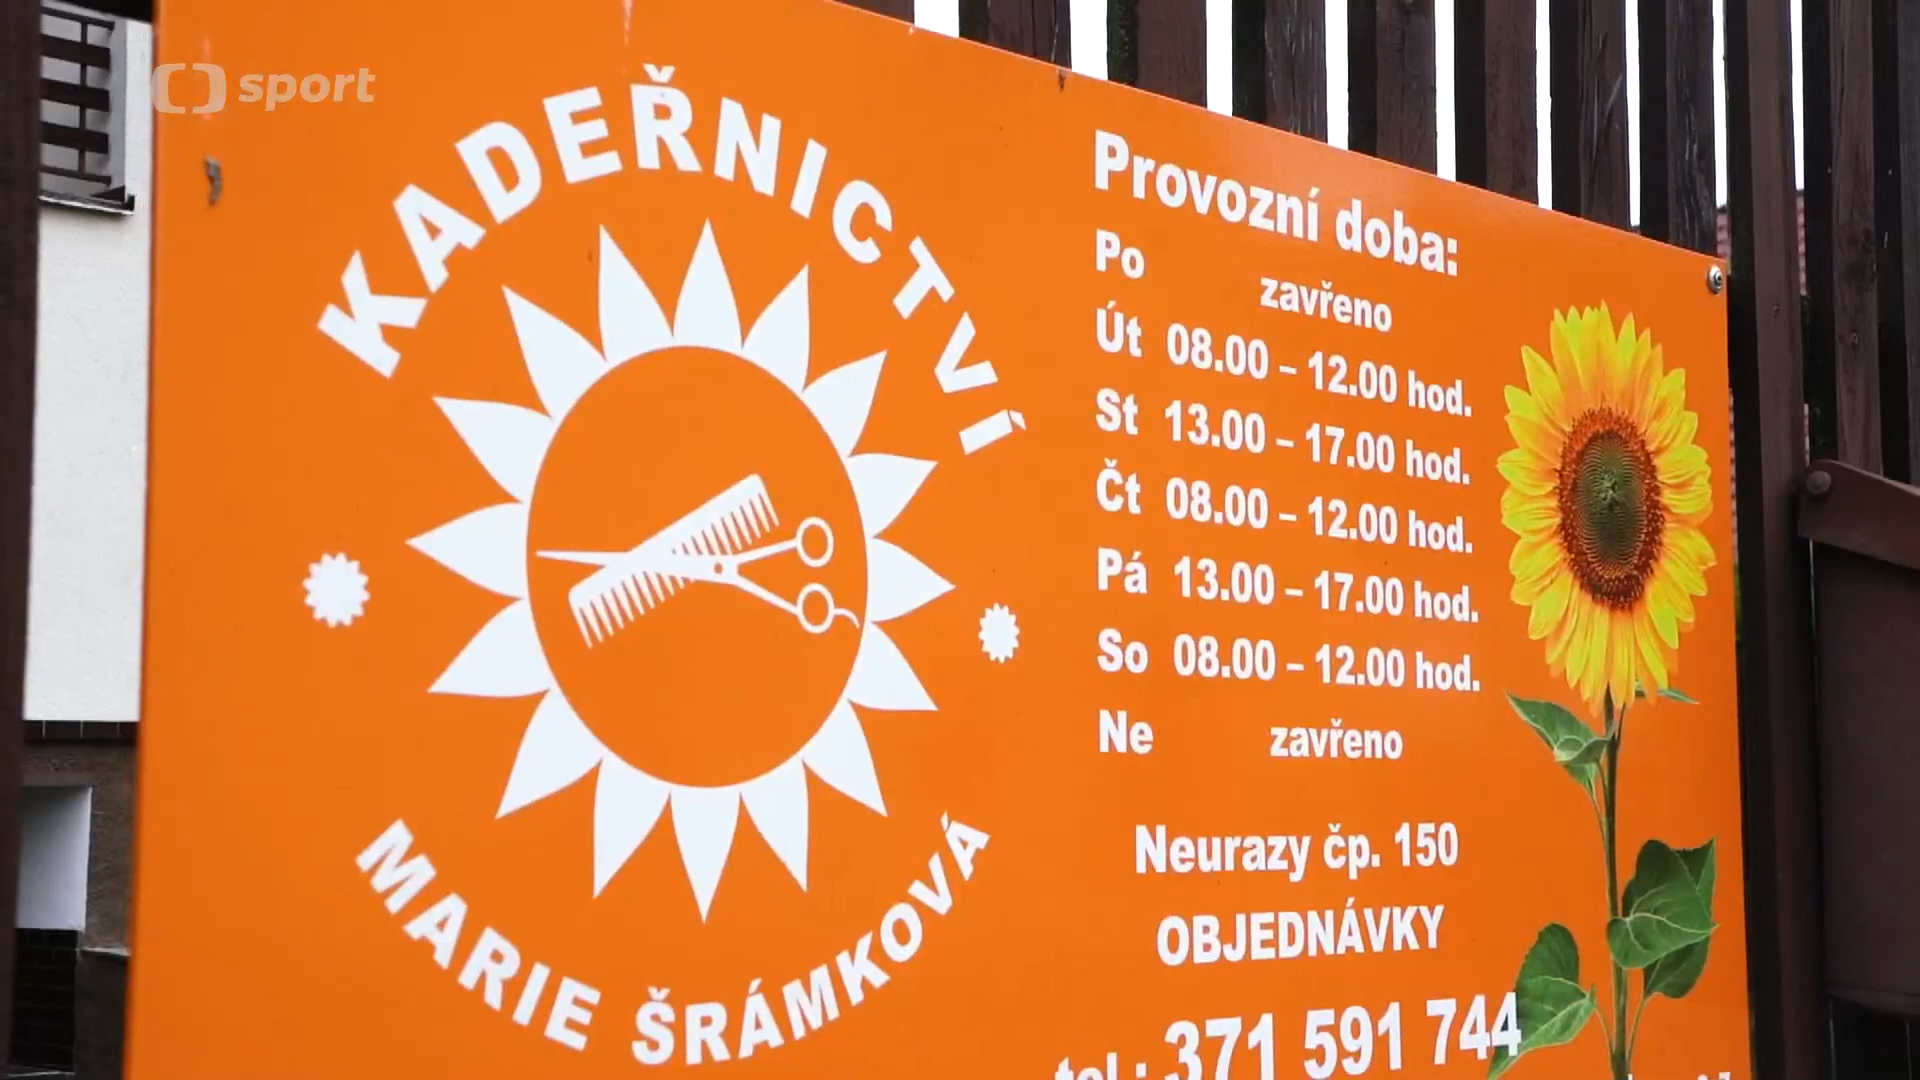 sport
KADEŘNICTVÍ
MARIE ŠRÁMKOVÁ
Provozní doba:
Po zavřeno
Út 08.00 – 12.00 hod.
St 13.00 – 17.00 hod.
Čt 08.00 – 12.00 hod.
Pá 13.00 – 17.00 hod.
So 08.00 – 12.00 hod.
Ne zavřeno
Neurazy čp. 150
OBJEDNÁVKY
tel.: 371 591 744